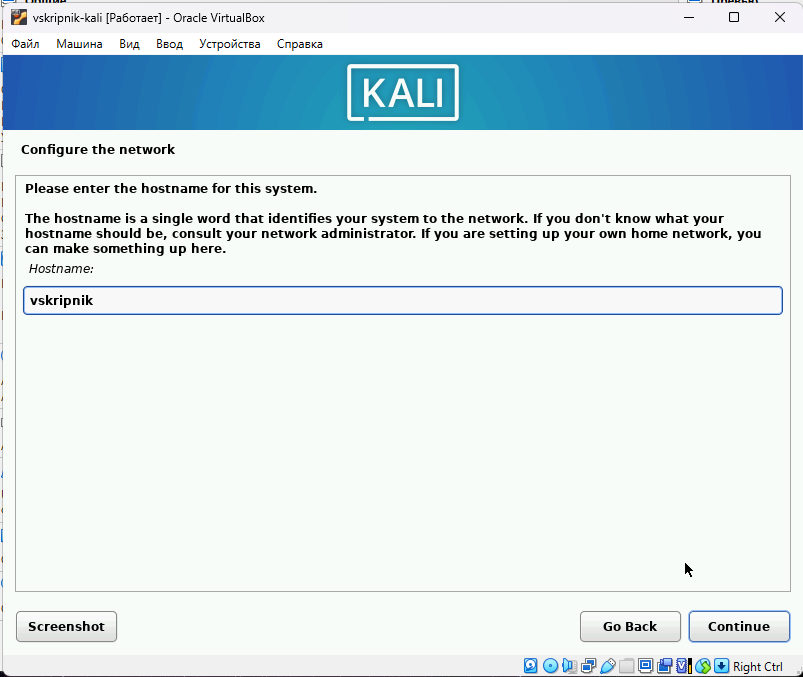 vskripnik-kali [Работает] - Oracle VirtualBox
Файл Машина Вид Ввод Устройства Справка
KALI
Configure the network
Please enter the hostname for this system.
The hostname is a single word that identifies your system to the network. If you don't know what your
hostname should be, consult your network administrator. If you are setting up your own home network, you
can make something up here.
Hostname:
vskripnik
Screenshot
Go Back
Continue
Right Ctrl